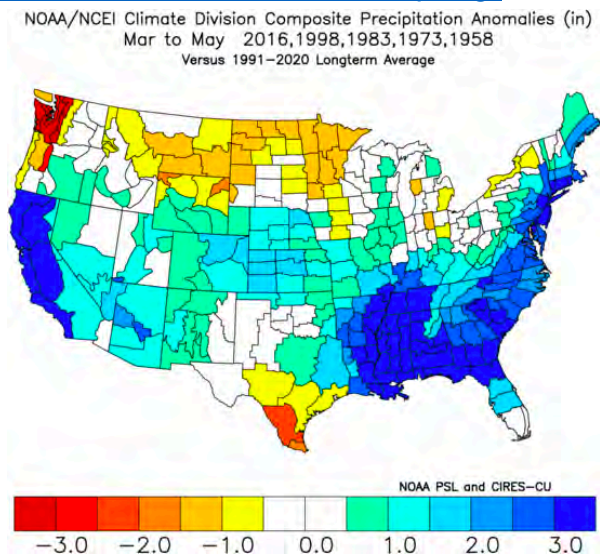 NOAA/NCEI Climate Division Composite Precipitation Anomalies (in)
Mar to May 2016,1998,1983,1973,1958
Versus 1991-2020 Longterm Average
NOAA PSL and CIRES-CU
-3.0 -2.0 -1.0 0.0 1.0 2.0 3.0